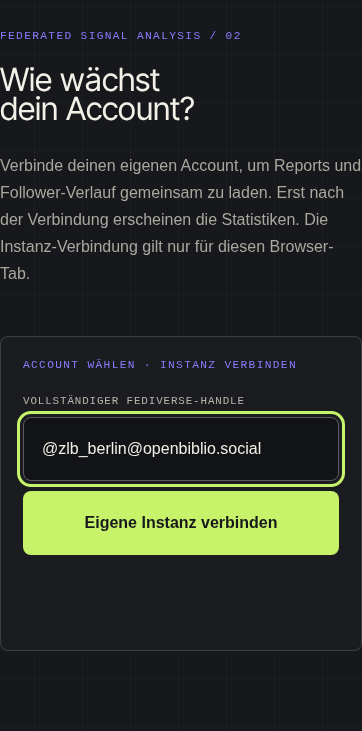 FEDERATED SIGNAL ANALYSIS / 02
Wie wächst
dein Account?
Verbinde deinen eigenen Account, um Reports und
Follower-Verlauf gemeinsam zu laden. Erst nach
der Verbindung erscheinen die Statistiken. Die
Instanz-Verbindung gilt nur für diesen Browser-
Tab.
ACCOUNT WÄHLEN · INSTANZ VERBINDEN
VOLLSTÄNDIGER FEDIVERSE-HANDLE
@zlb_berlin@openbiblio.social
Eigene Instanz verbinden